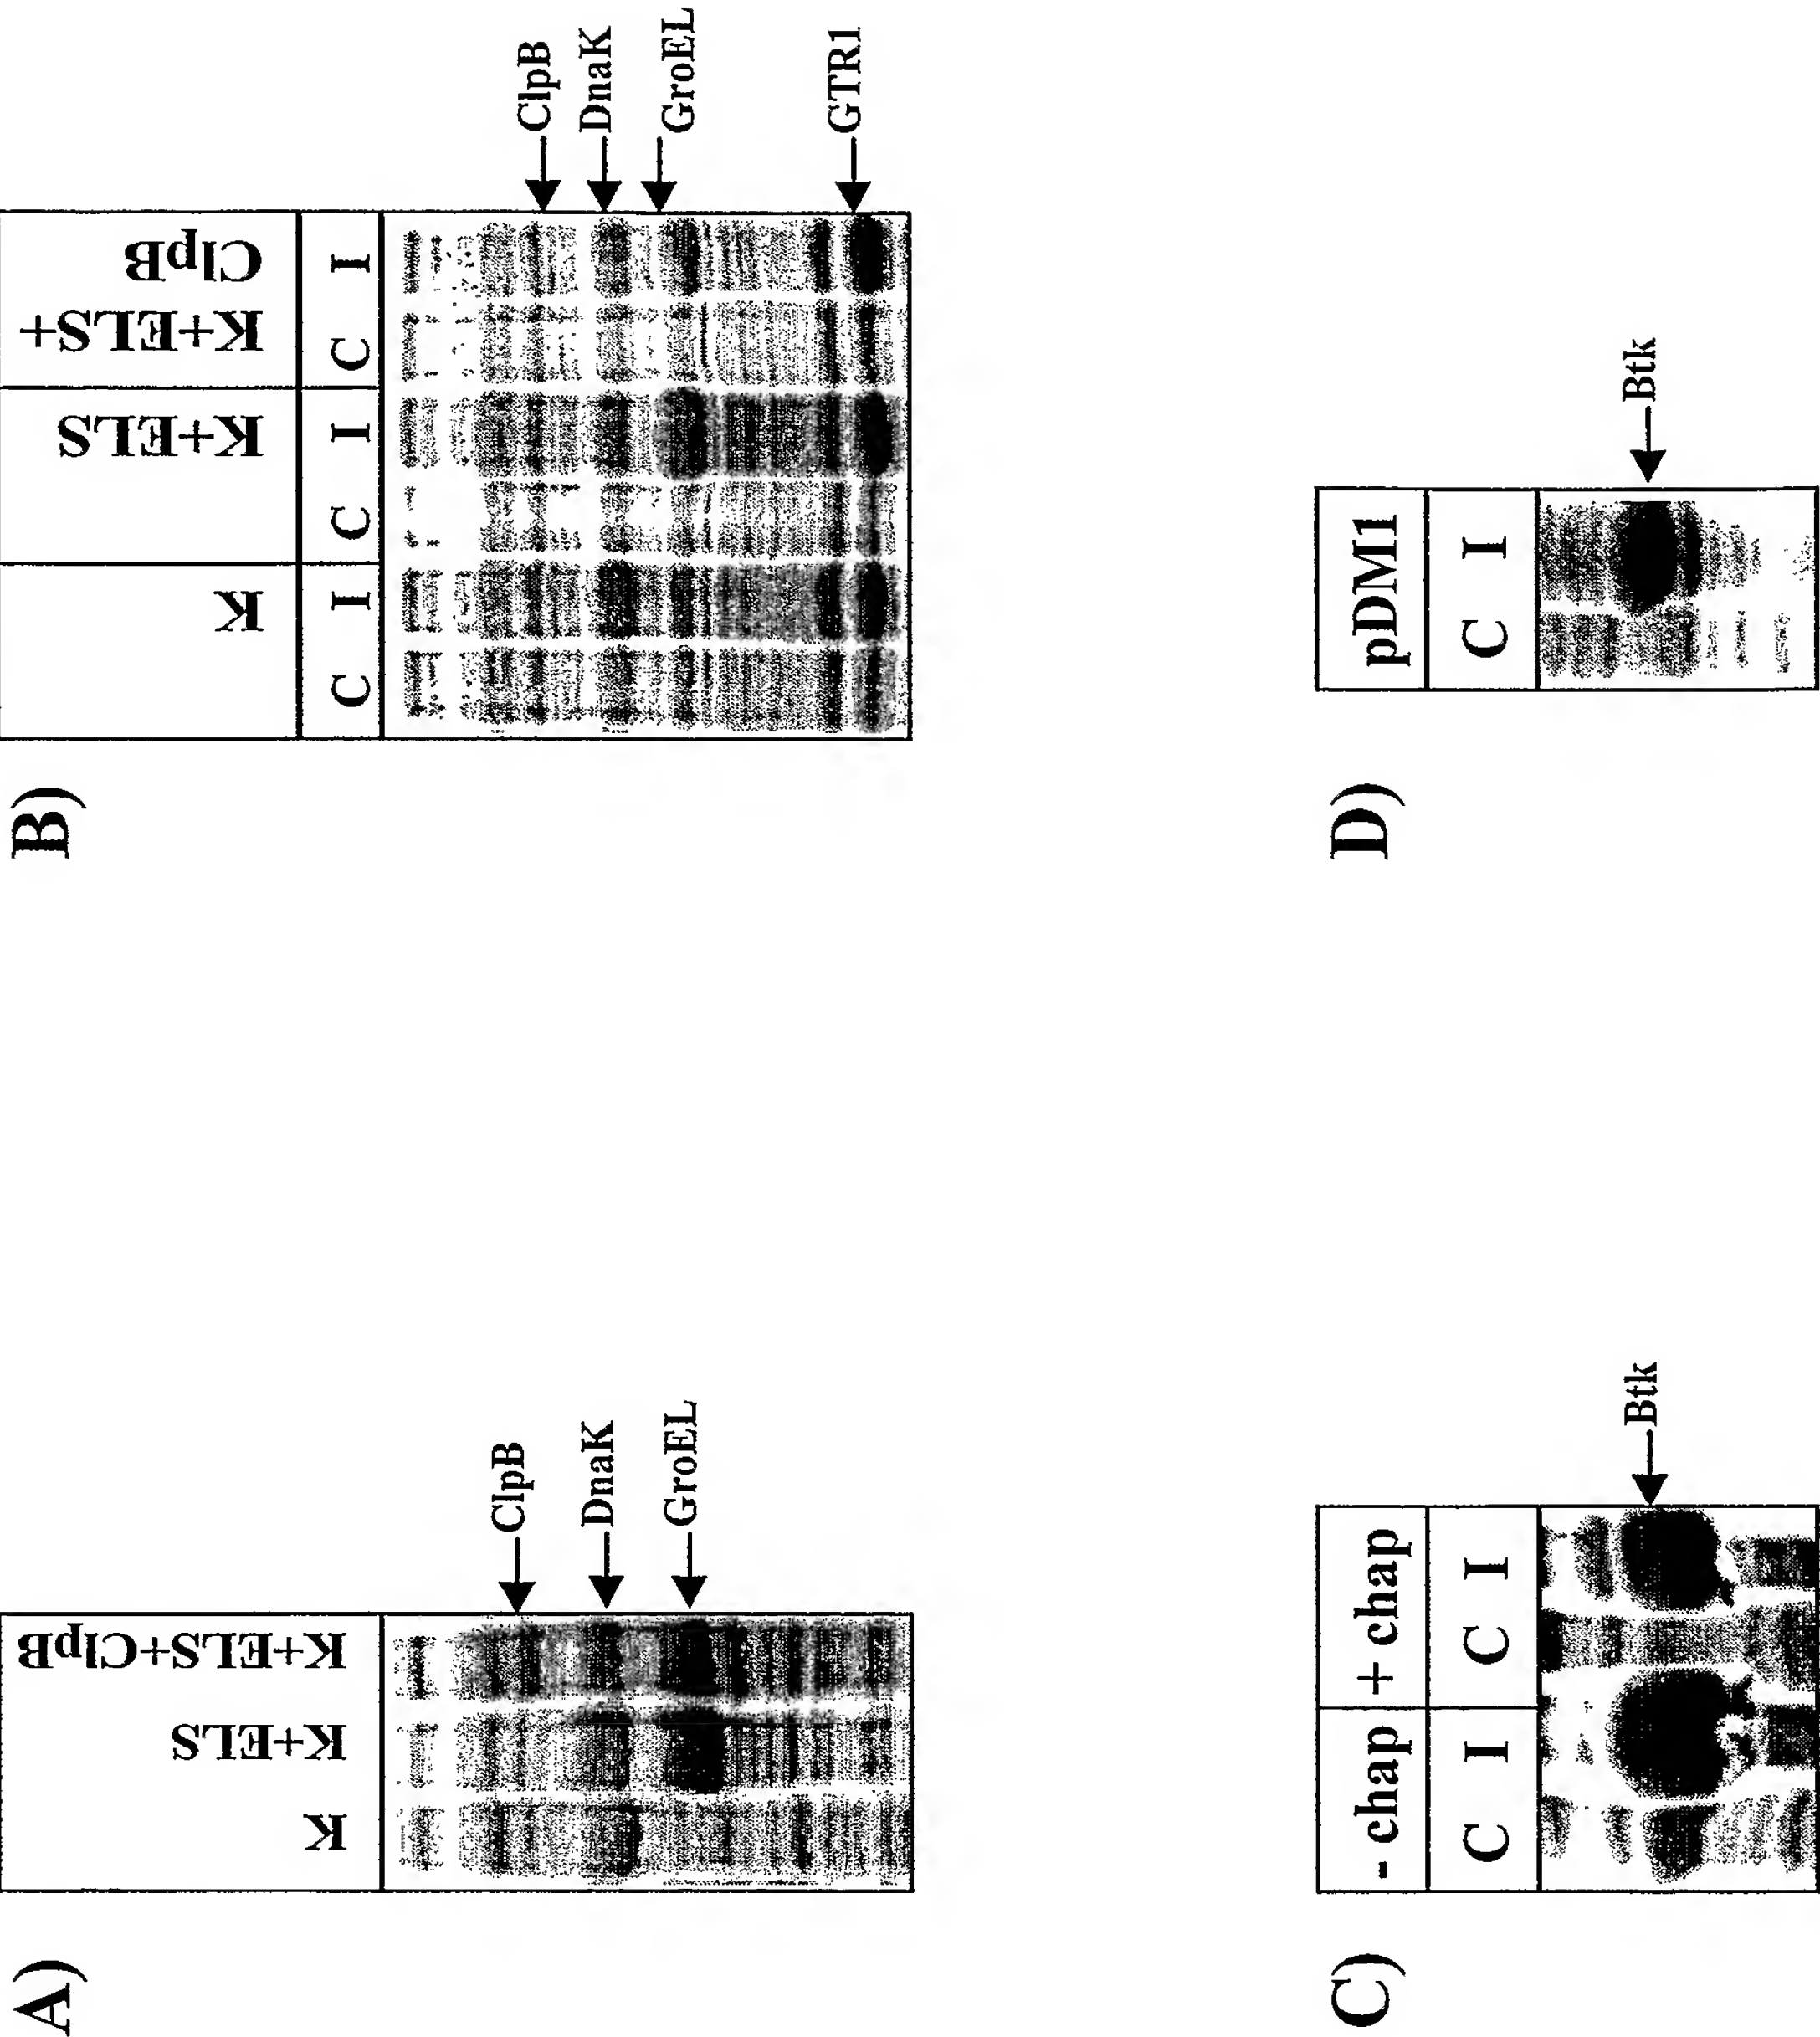 A)
K
K+ELS
K+ELS+ClpB
ClpB
DnaK
GroEL
B)
K
K+ELS
K+ELS+
ClpB
C I C I C I
ClpB
DnaK
GroEL
GTR1
C)
- chap + chap
C I C I
Btk
D)
pDM1
C I
Btk